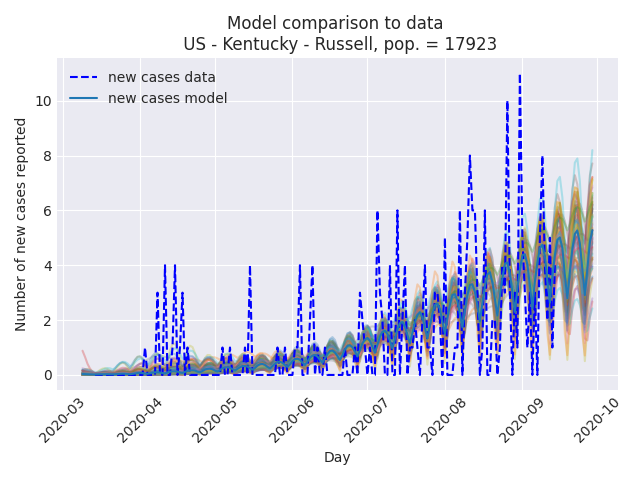 Model comparison to data
US - Kentucky - Russell, pop. = 17923
new cases data
new cases model
Number of new cases reported
10
8
6
4
2
0
2020-03
2020-04
2020-05
2020-06
2020-07
2020-08
2020-09
2020-10
Day